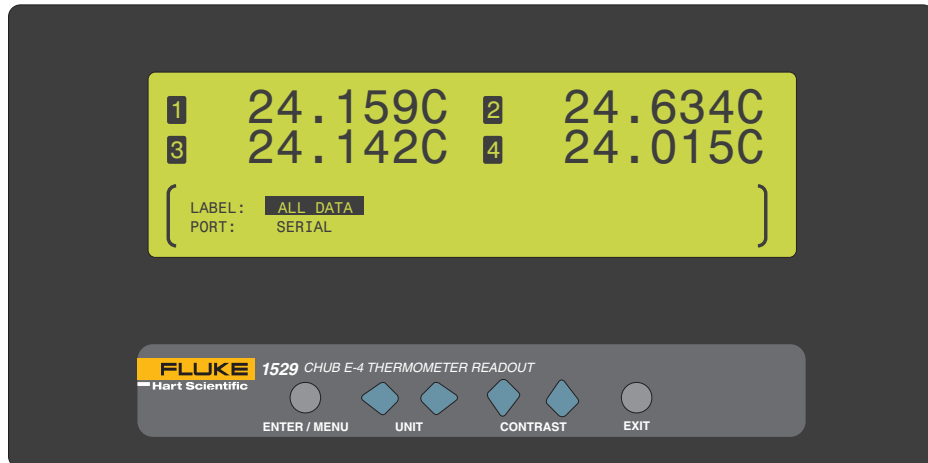 1 24.159C 2 24.634C
3 24.142C 4 24.015C
LABEL: ALL DATA
PORT: SERIAL
FLUKE 1529 CHUB E-4 THERMOMETER READOUT
Hart Scientific
ENTER / MENU UNIT CONTRAST EXIT